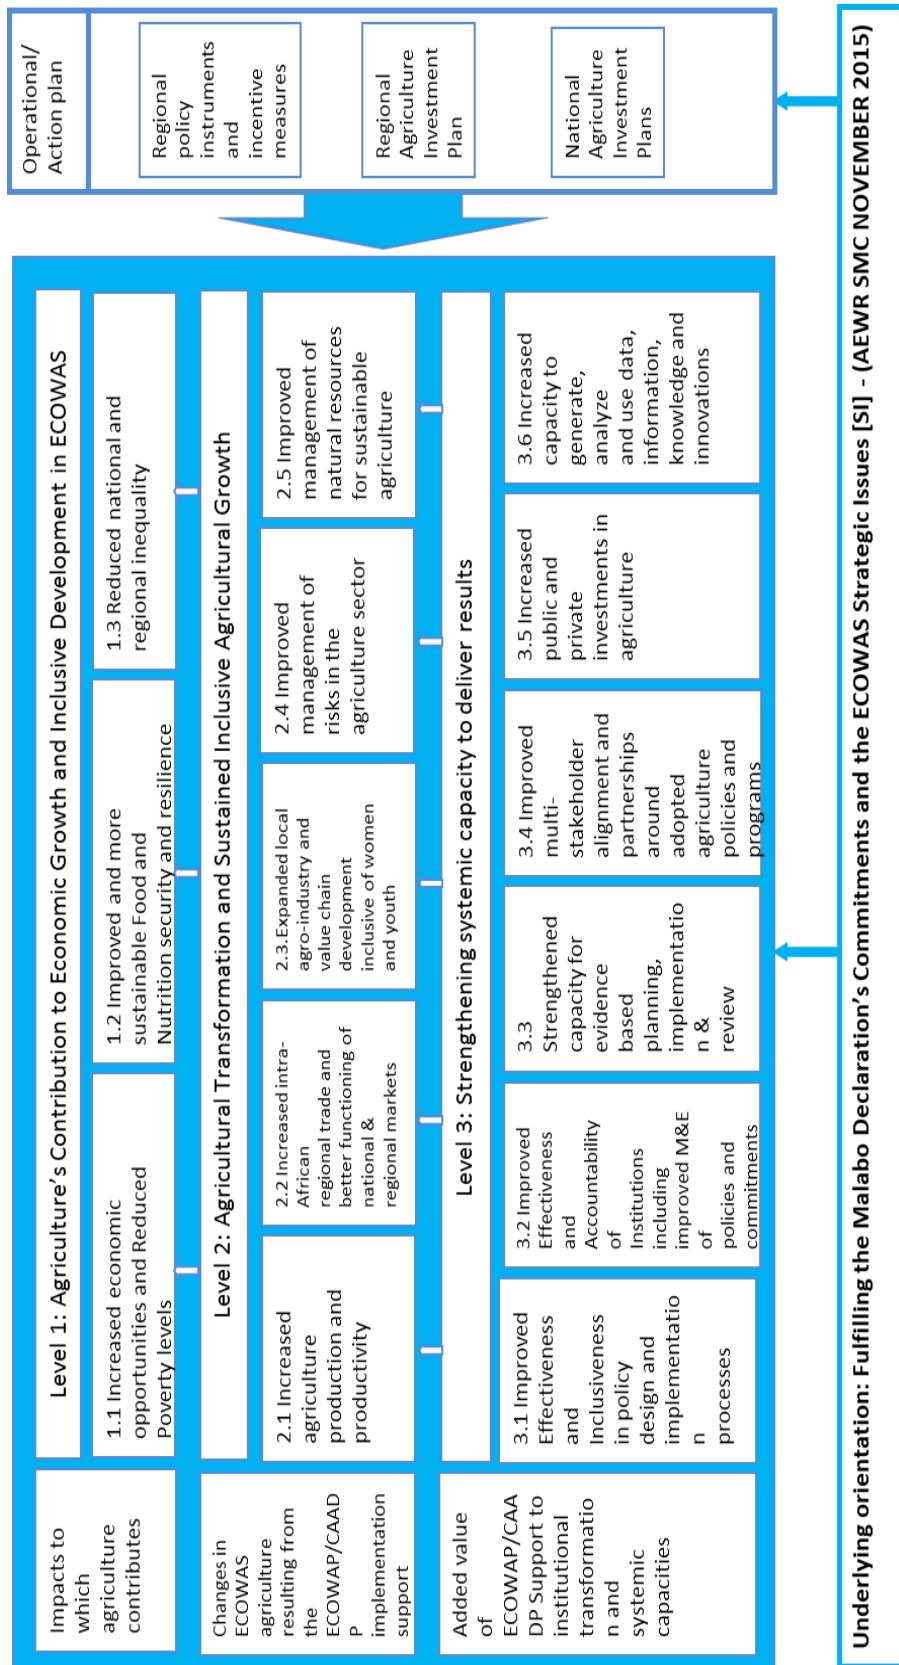 Impacts to
which
agriculture
contributes
Level 1: Agriculture’s Contribution to Economic Growth and Inclusive Development in ECOWAS
1.1 Increased economic
opportunities and Reduced
Poverty levels
1.2 Improved and more
sustainable Food and
Nutrition security and resilience
1.3 Reduced national and
regional inequality
Changes in
ECOWAS
agriculture
resulting from
the
ECOWAP/CAAD
P
implementation
support
Level 2: Agricultural Transformation and Sustained Inclusive Agricultural Growth
2.1 Increased
agriculture
production and
productivity
2.2 Increased intra-
African
regional trade and
better functioning of
national &
regional markets
2.3.Expanded local
agro-industry and
value chain
development
inclusive of women
and youth
2.4 Improved
management of
risks in the
agriculture sector
2.5 Improved
management of
natural resources
for sustainable
agriculture
Added value
of
ECOWAP/CAA
DP Support to
institutional
transformatio
n and
systemic
capacities
Level 3: Strengthening systemic capacity to deliver results
3.1 Improved
Effectiveness
and
Inclusiveness
in policy
design and
implementatio
n
processes
3.2 Improved
Effectiveness
and
Accountability
of
Institutions
including
improved M&E
of
policies and
commitments
3.3
Strengthened
capacity for
evidence
based
planning,
implementatio
n &
review
3.4 Improved
multi-
stakeholder
alignment and
partnerships
around
adopted
agriculture
policies and
programs
3.5 Increased
public and
private
investments in
agriculture
3.6 Increased
capacity to
generate,
analyze
and use data,
information,
knowledge and
innovations
Operational/
Action plan
Regional
policy
instruments
and
incentive
measures
Regional
Agriculture
Investment
Plan
National
Agriculture
Investment
Plans
Underlying orientation: Fulfilling the Malabo Declaration’s Commitments and the ECOWAS Strategic Issues [SI] - (AEWR SMC NOVEMBER 2015)